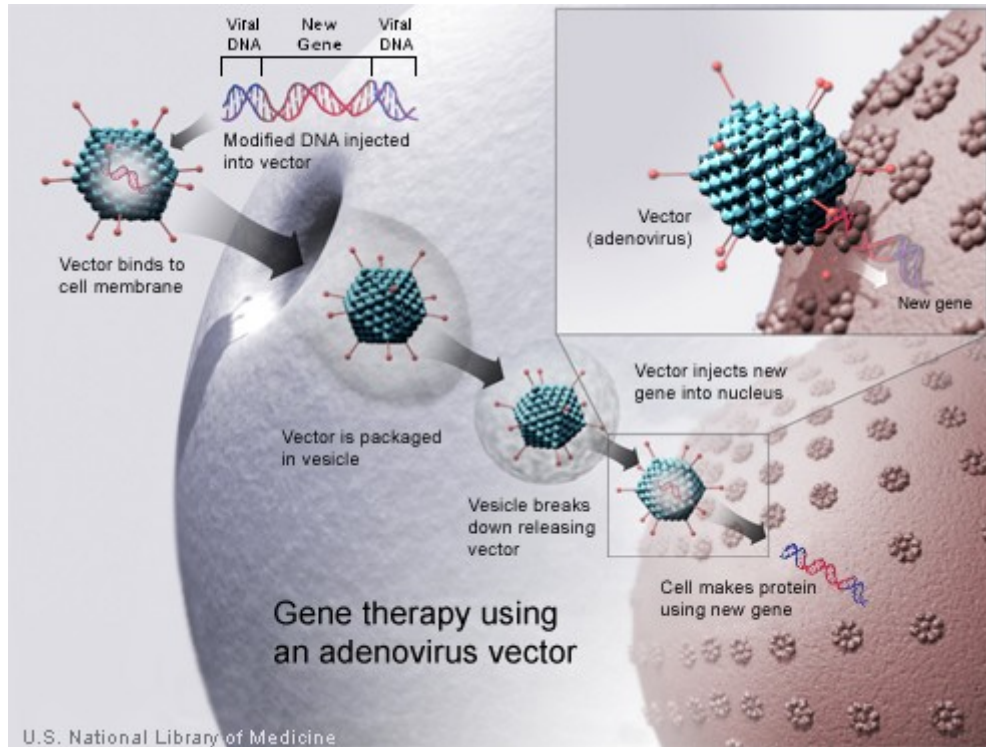 Viral DNA
New Gene
Viral DNA
Modified DNA injected
into vector
Vector binds to
cell membrane
Vector
(adenovirus)
New gene
Vector injects new
gene into nucleus
Vector is packaged
in vesicle
Vesicle breaks
down releasing
vector
Cell makes protein
using new gene
Gene therapy using
an adenovirus vector
U.S. National Library of Medicine